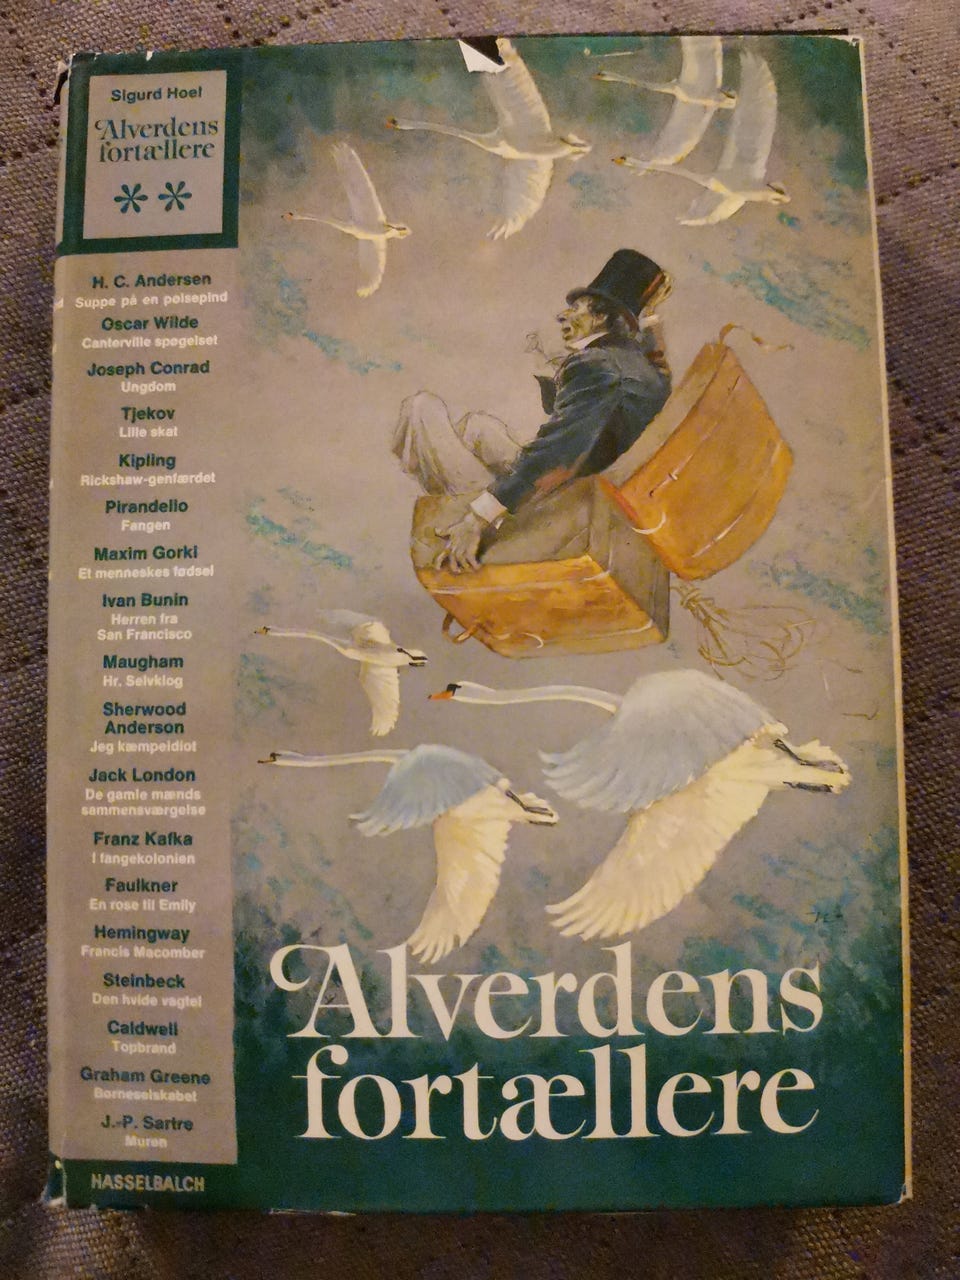 Sigurd Hoel
Alverdens
fortællere
**
H. C. Andersen
Suppe på en pølsepind
Oscar Wilde
Canterville spøgelset
Joseph Conrad
Ungdom
Tjekov
Lille skat
Kipling
Rickshaw-genfærdet
Pirandello
Fangen
Maxim Gorki
Et menneskes fødsel
Ivan Bunin
Herren fra
San Francisco
Maugham
Hr. Selvklog
Sherwood
Anderson
Jeg kæmpeidiot
Jack London
De gamle mænds
sammensværgelse
Franz Kafka
I fangekolonien
Faulkner
En rose til Emily
Hemingway
Francis Macomber
Steinbeck
Den hvide vagtel
Caldwell
Topbrand
Graham Greene
Børneselskabet
J.-P. Sartre
Muren
HASSELBALCH
Alverdens
fortællere